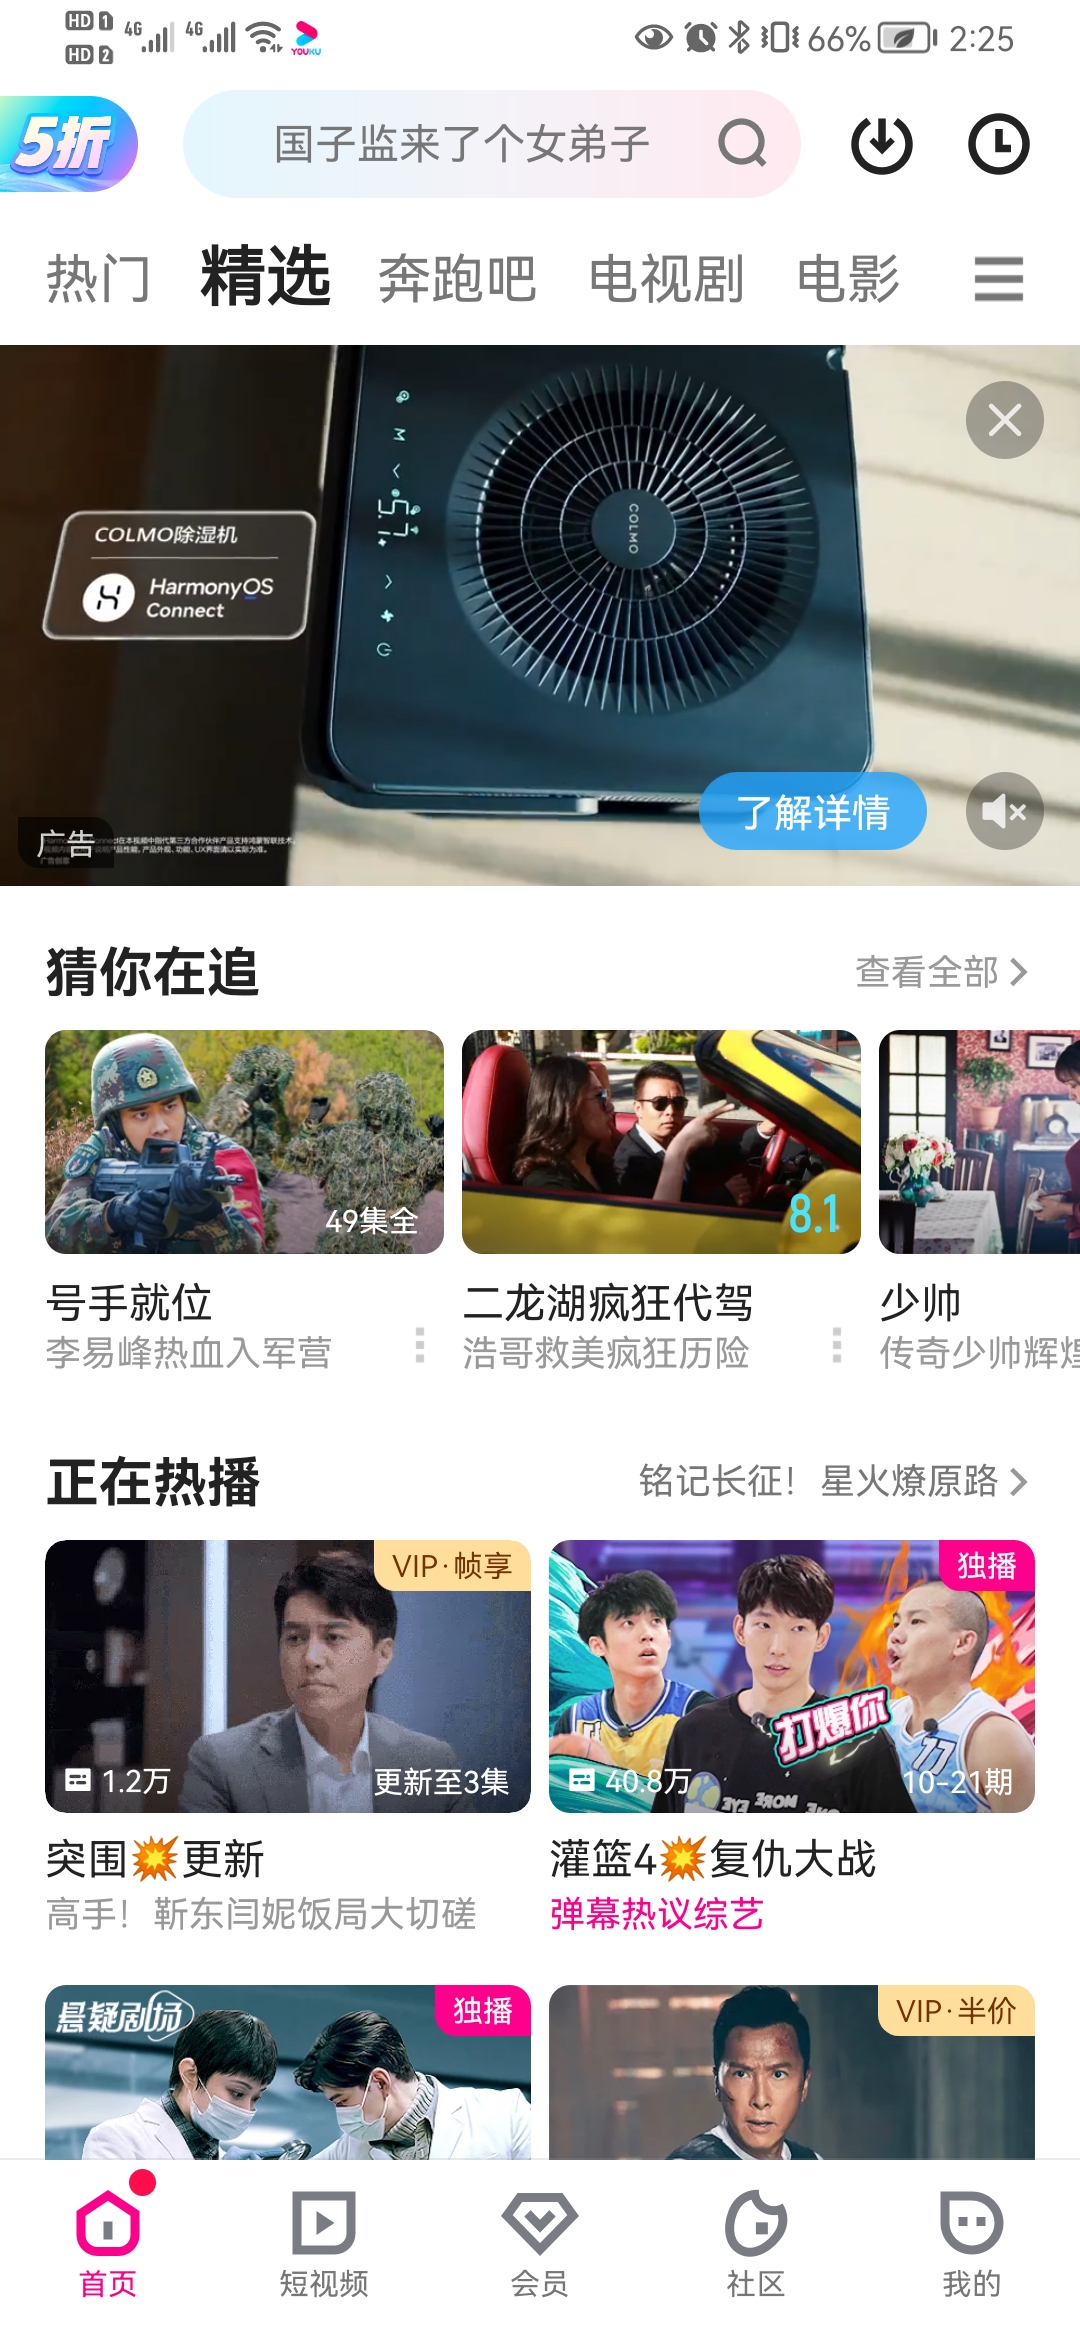 HD 1 4G 4G YOUKU 66% 2:25
HD 2
5折 国子监来了个女弟子
热门 精选 奔跑吧 电视剧 电影
COLMO
COLMO除湿机
HarmonyOS
Connect
了解详情
广告
猜你在追 查看全部
49集全 8.1
号手就位 二龙湖疯狂代驾 少帅
李易峰热血入军营 浩哥救美疯狂历险 传奇少帅辉煌
正在热播 铭记长征！星火燎原路
VIP·帧享 独播
打爆你
1.2万 更新至3集 40.8万 10-21期
突围💥更新 灌篮4💥复仇大战
高手！靳东闫妮饭局大切磋 弹幕热议综艺
悬疑剧场 独播 VIP·半价
首页 短视频 会员 社区 我的